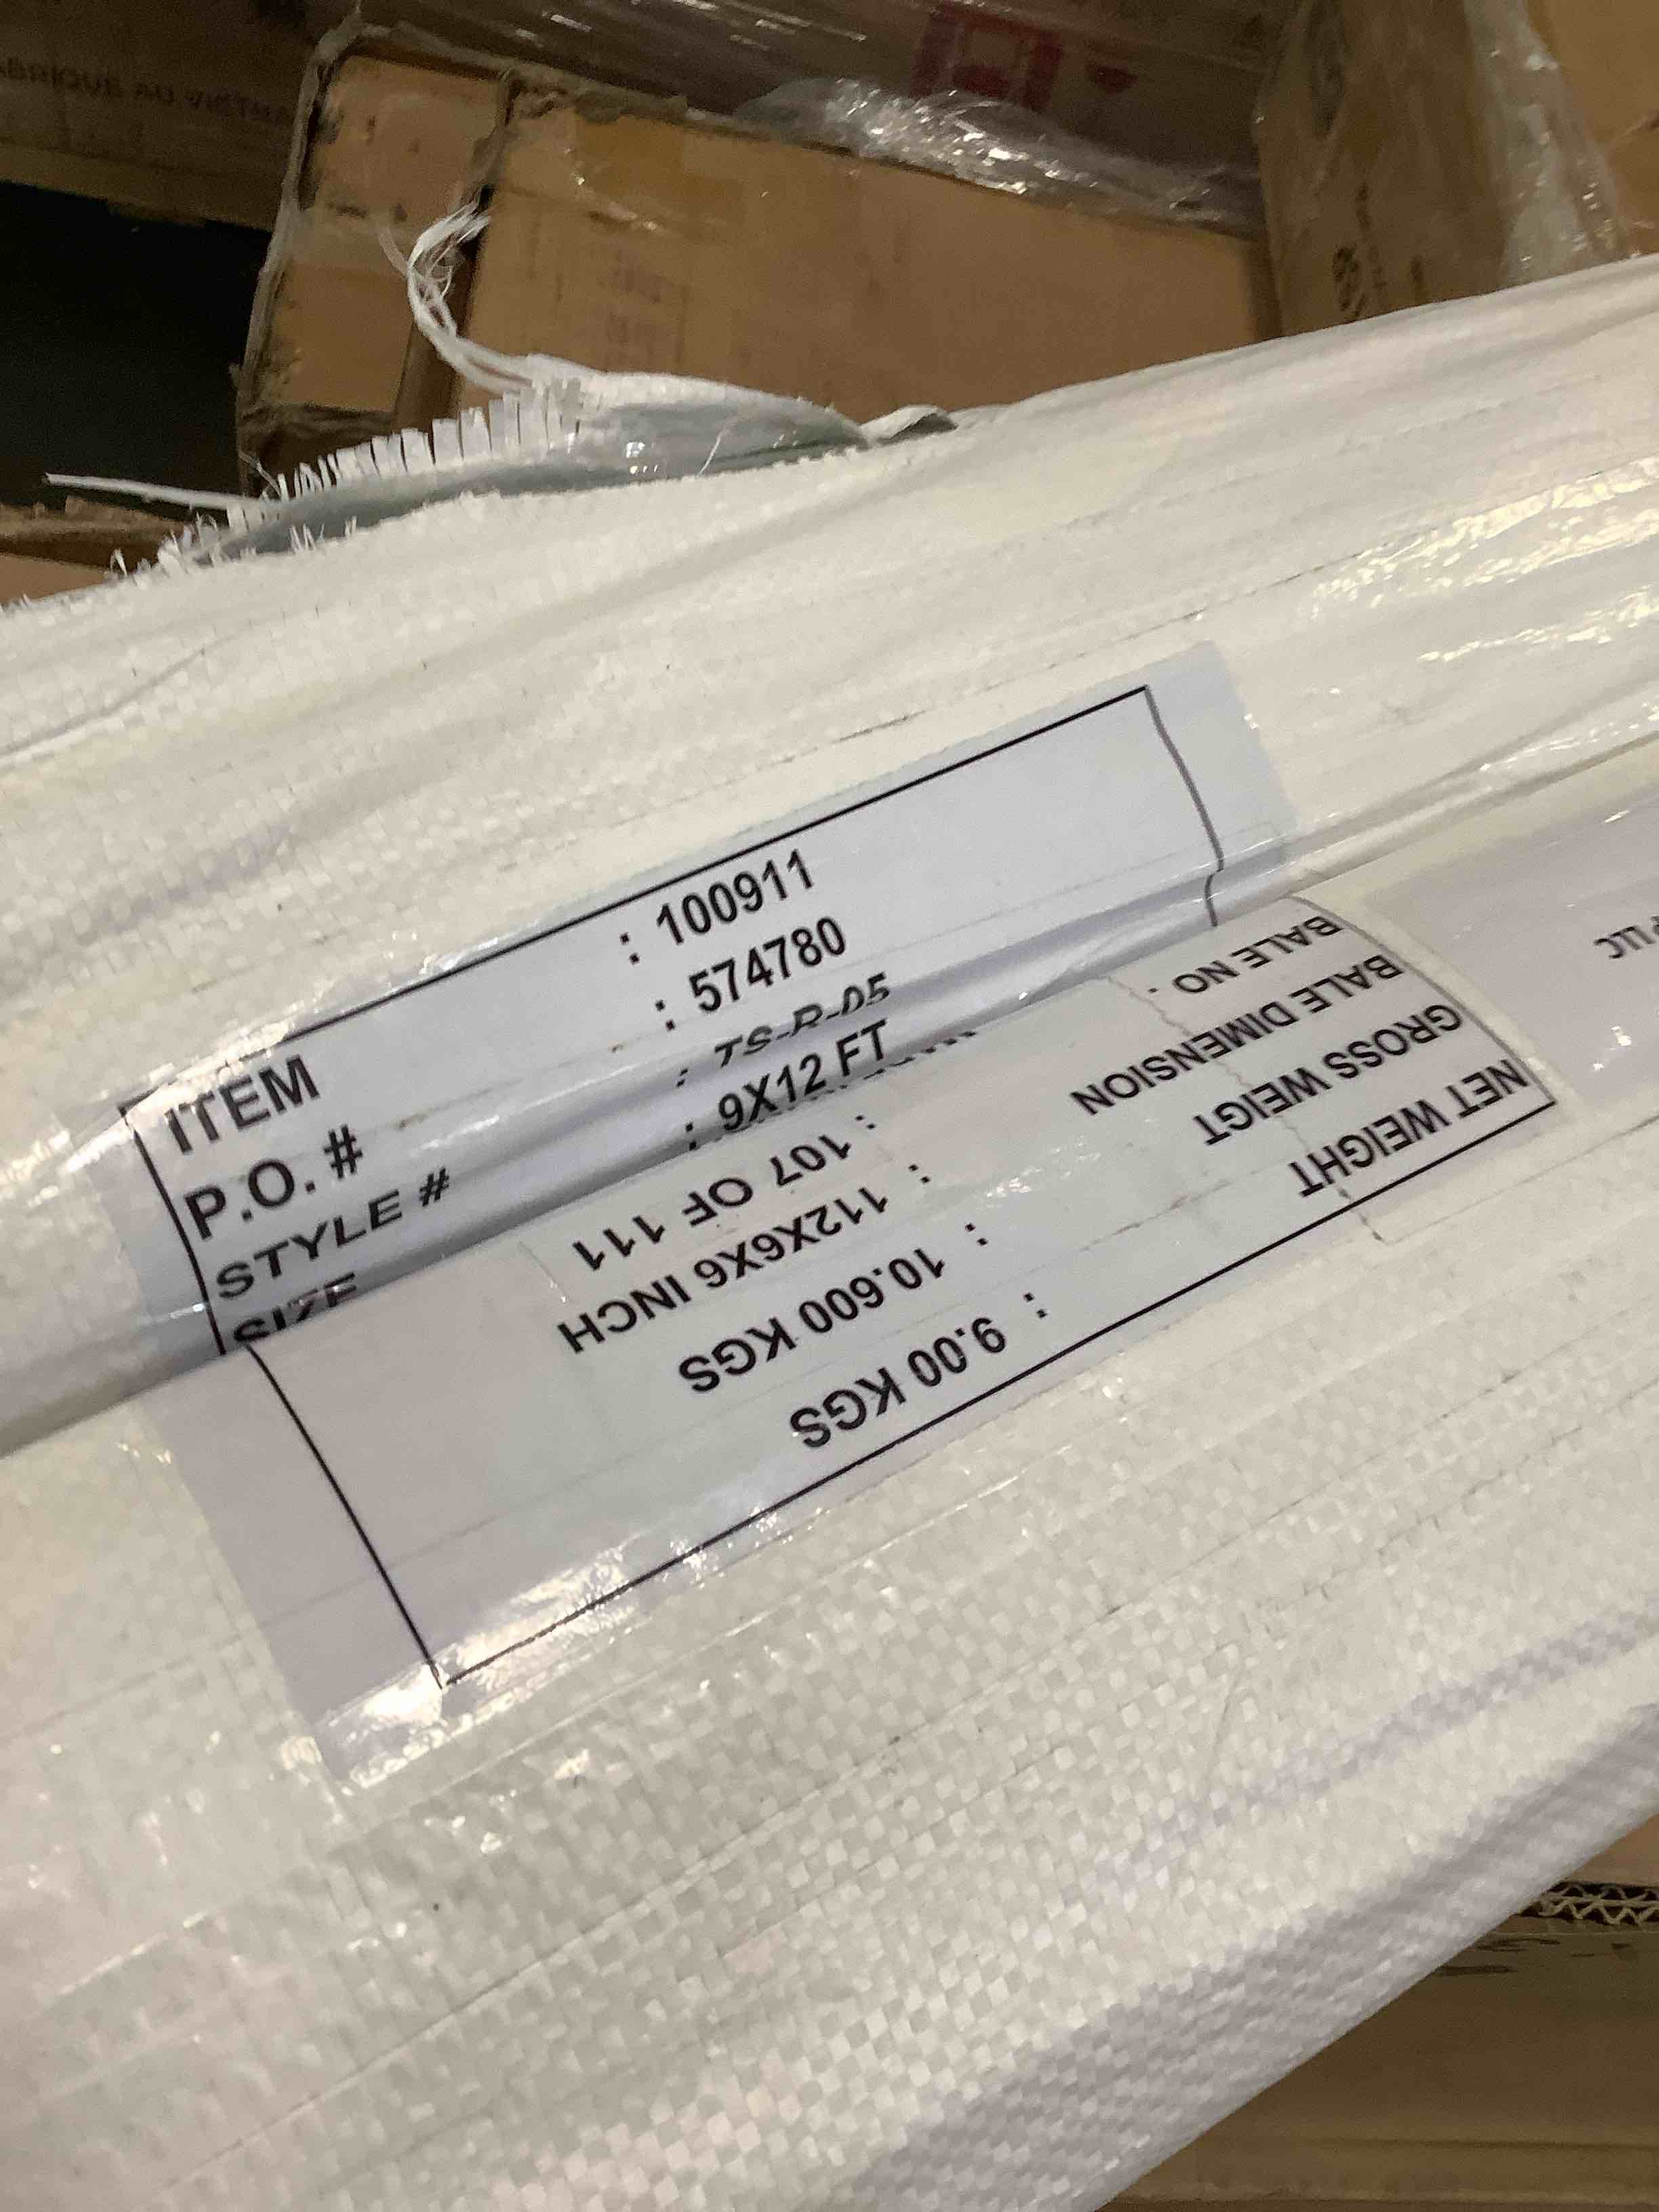 ITEM : 100911
P.O. # : 574780
STYLE # : TS-R-05
SIZE : 9X12 FT
BALE NO. : 107 OF 111
BALE DIMENSION : 112X6X6 INCH
GROSS WEIGT : 10.600 KGS
NET WEIGHT : 9.00 KGS
LLC